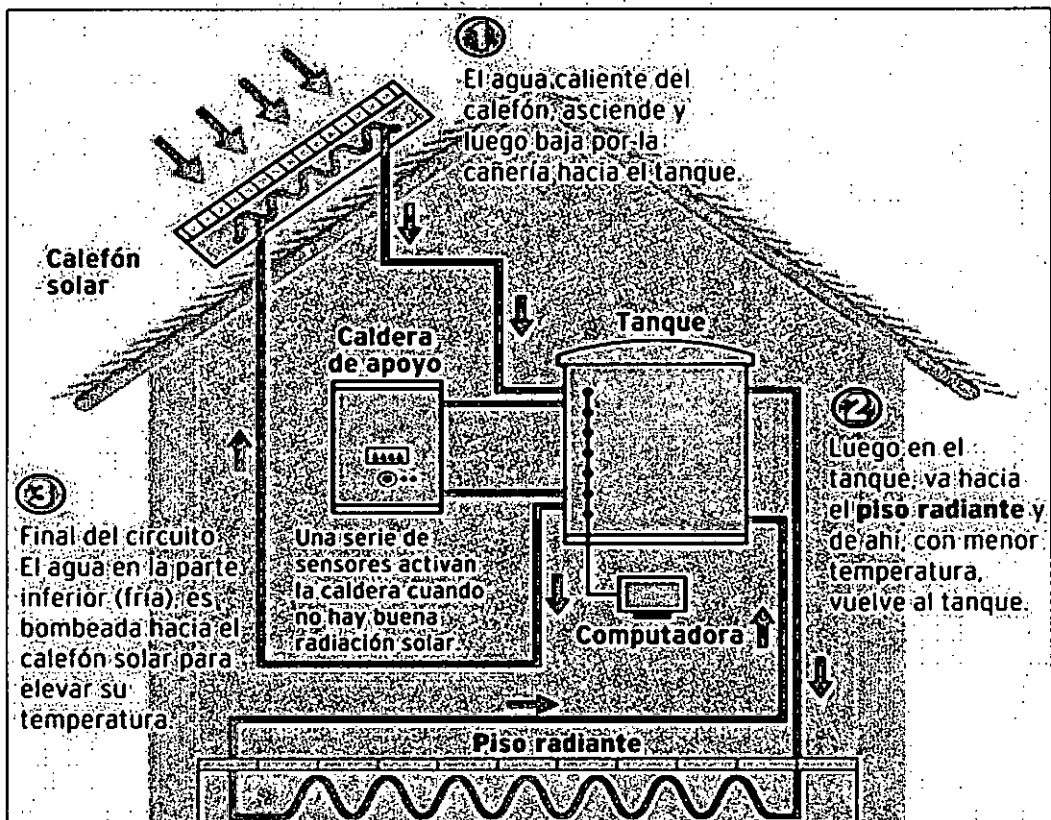 1
El agua caliente del
calefón, asciende y
luego baja por la
cañería hacia el tanque.
Calefón
solar
Caldera
de apoyo
Tanque
2
Luego en el
tanque, va hacia
el piso radiante y
de ahí, con menor
temperatura,
vuelve al tanque.
3
Final del circuito
El agua en la parte
inferior (fría), es
bombeada hacia el
calefón solar para
elevar su
temperatura.
Una serie de
sensores activan
la caldera cuando
no hay buena
radiación solar
Computadora
Piso radiante